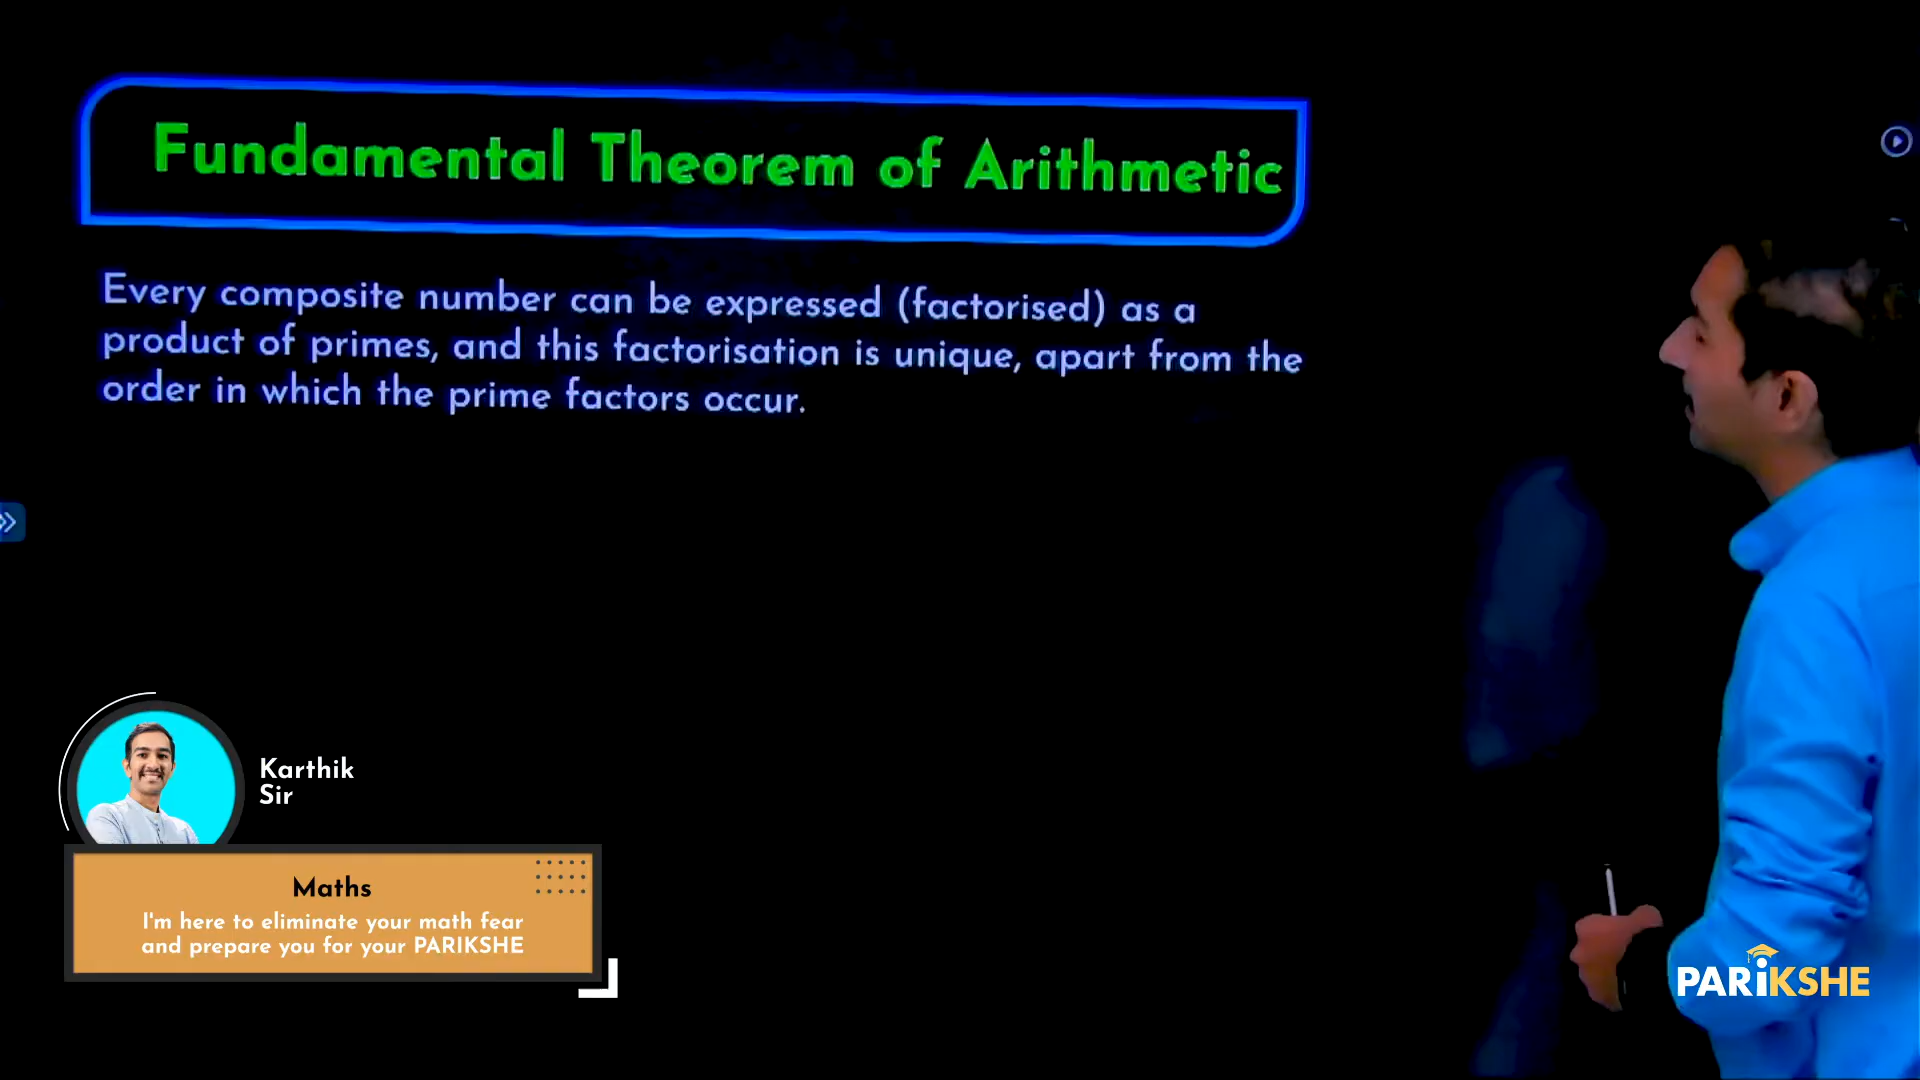 Fundamental Theorem of Arithmetic
Every composite number can be expressed (factorised) as a
product of primes, and this factorisation is unique, apart from the
order in which the prime factors occur.
Karthik
Sir
Maths
I'm here to eliminate your math fear
and prepare you for your PARIKSHE
PARiKSHE